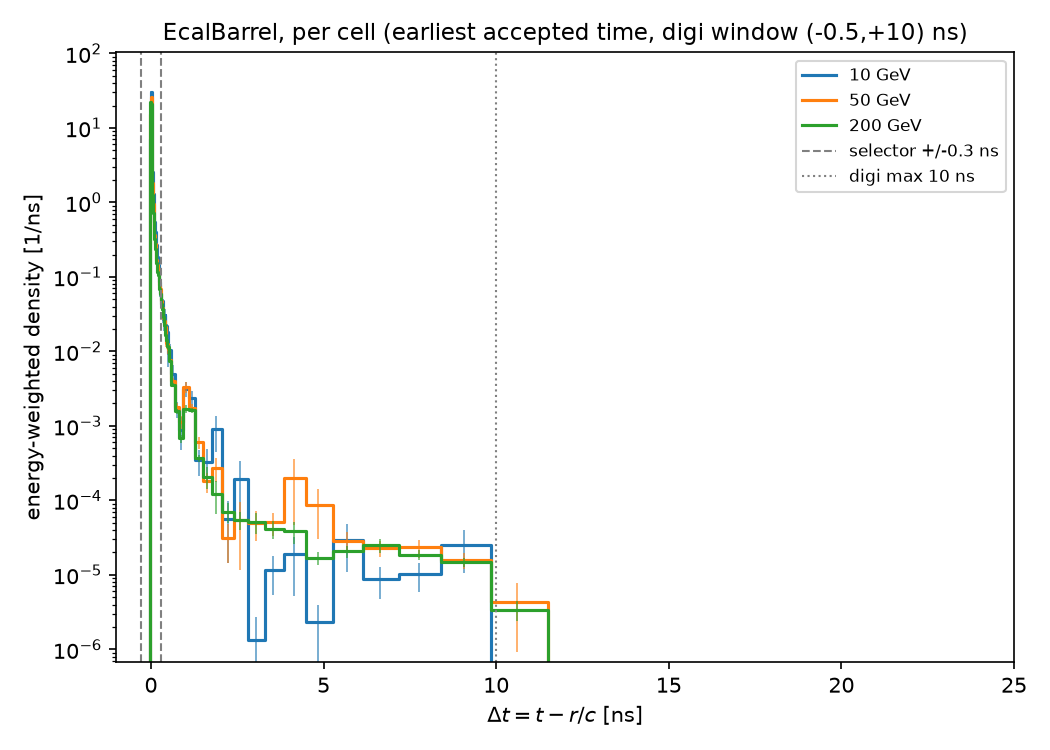 EcalBarrel, per cell (earliest accepted time, digi window (-0.5,+10) ns)
energy-weighted density [1/ns]
10²
10¹
10⁰
10⁻¹
10⁻²
10⁻³
10⁻⁴
10⁻⁵
10⁻⁶
10 GeV
50 GeV
200 GeV
selector +/-0.3 ns
digi max 10 ns
0 5 10 15 20 25
Δt = t − r/c [ns]